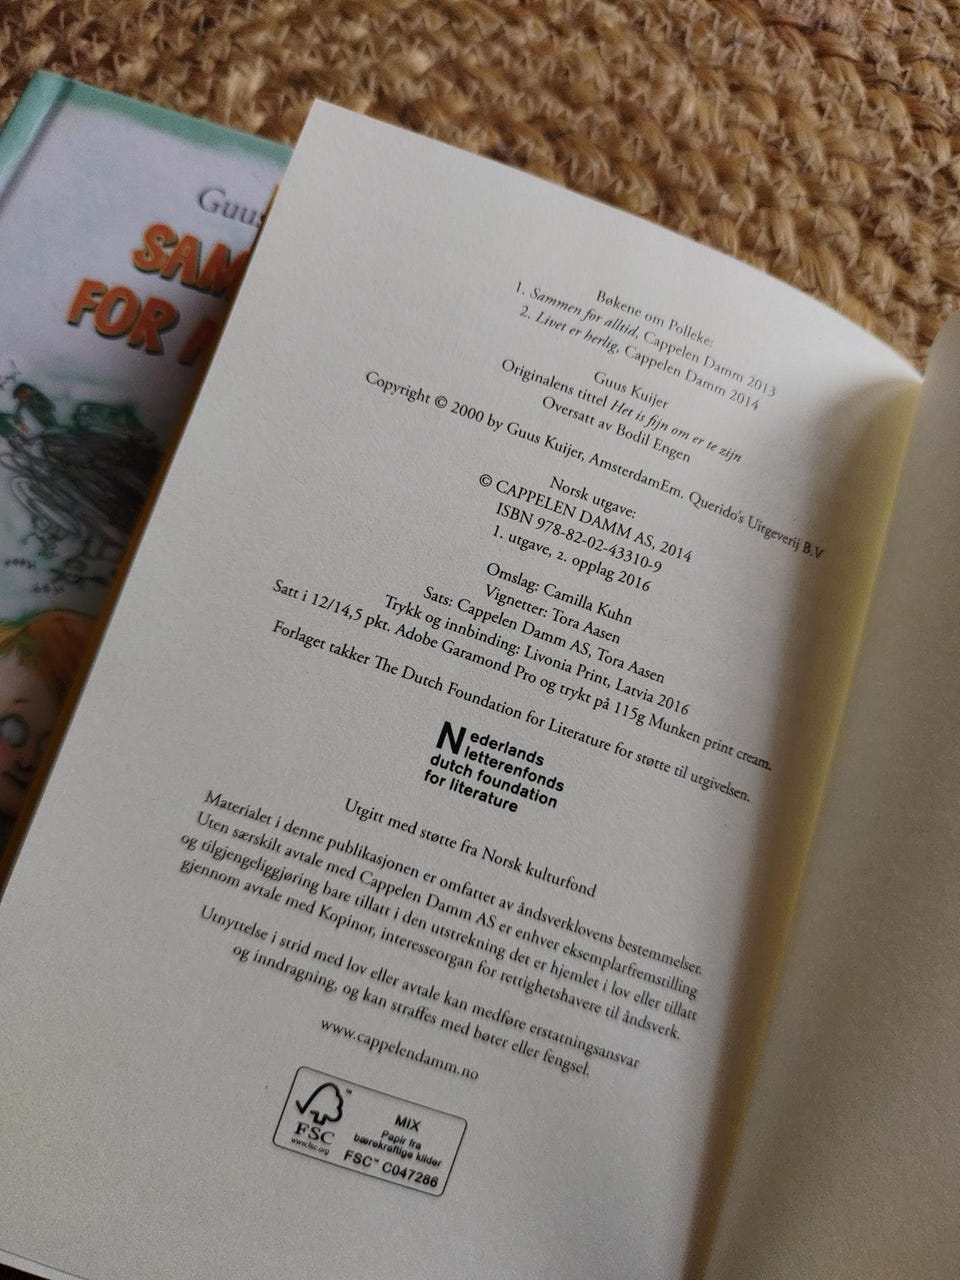 Guus
SAM
FOR
Bøkene om Polleke:
1. Sammen for alltid, Cappelen Damm 2013
2. Livet er herlig, Cappelen Damm 2014
Guus Kuijer
Originalens tittel Het is fijn om er te zijn
Oversatt av Bodil Engen
Copyright © 2000 by Guus Kuijer, AmsterdamEm. Querido's Uitgeverij B.V
Norsk utgave:
© CAPPELEN DAMM AS, 2014
ISBN 978-82-02-43310-9
1. utgave, 2. opplag 2016
Omslag: Camilla Kuhn
Vignetter: Tora Aasen
Sats: Cappelen Damm AS, Tora Aasen
Trykk og innbinding: Livonia Print, Latvia 2016
Satt i 12/14,5 pkt. Adobe Garamond Pro og trykt på 115g Munken print cream.
Forlaget takker The Dutch Foundation for Literature for støtte til utgivelsen.
Nederlands
letterenfonds
dutch foundation
for literature
Utgitt med støtte fra Norsk kulturfond
Materialet i denne publikasjonen er omfattet av åndsverklovens bestemmelser.
Uten særskilt avtale med Cappelen Damm AS er enhver eksemplarfremstilling
og tilgjengeliggjøring bare tillatt i den utstrekning det er hjemlet i lov eller tillatt
gjennom avtale med Kopinor, interesseorgan for rettighetshavere til åndsverk.
Utnyttelse i strid med lov eller avtale kan medføre erstatningsansvar
og inndragning, og kan straffes med bøter eller fengsel.
www.cappelendamm.no
FSC
www.fsc.org
MIX
Papir fra
bærekraftige kilder
FSC™ C047286